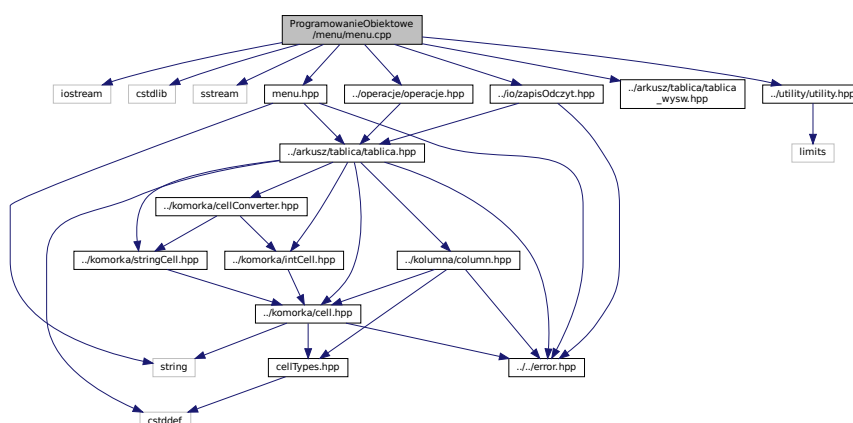 ProgramowanieObiektowe
/menu/menu.cpp
iostream
cstdlib
sstream
menu.hpp
../operacje/operacje.hpp
../io/zapisOdczyt.hpp
../arkusz/tablica/tablica
_wysw.hpp
../utility/utility.hpp
../arkusz/tablica/tablica.hpp
limits
../komorka/cellConverter.hpp
../komorka/stringCell.hpp
../komorka/intCell.hpp
../kolumna/column.hpp
../komorka/cell.hpp
string
cellTypes.hpp
../../error.hpp
cstddef